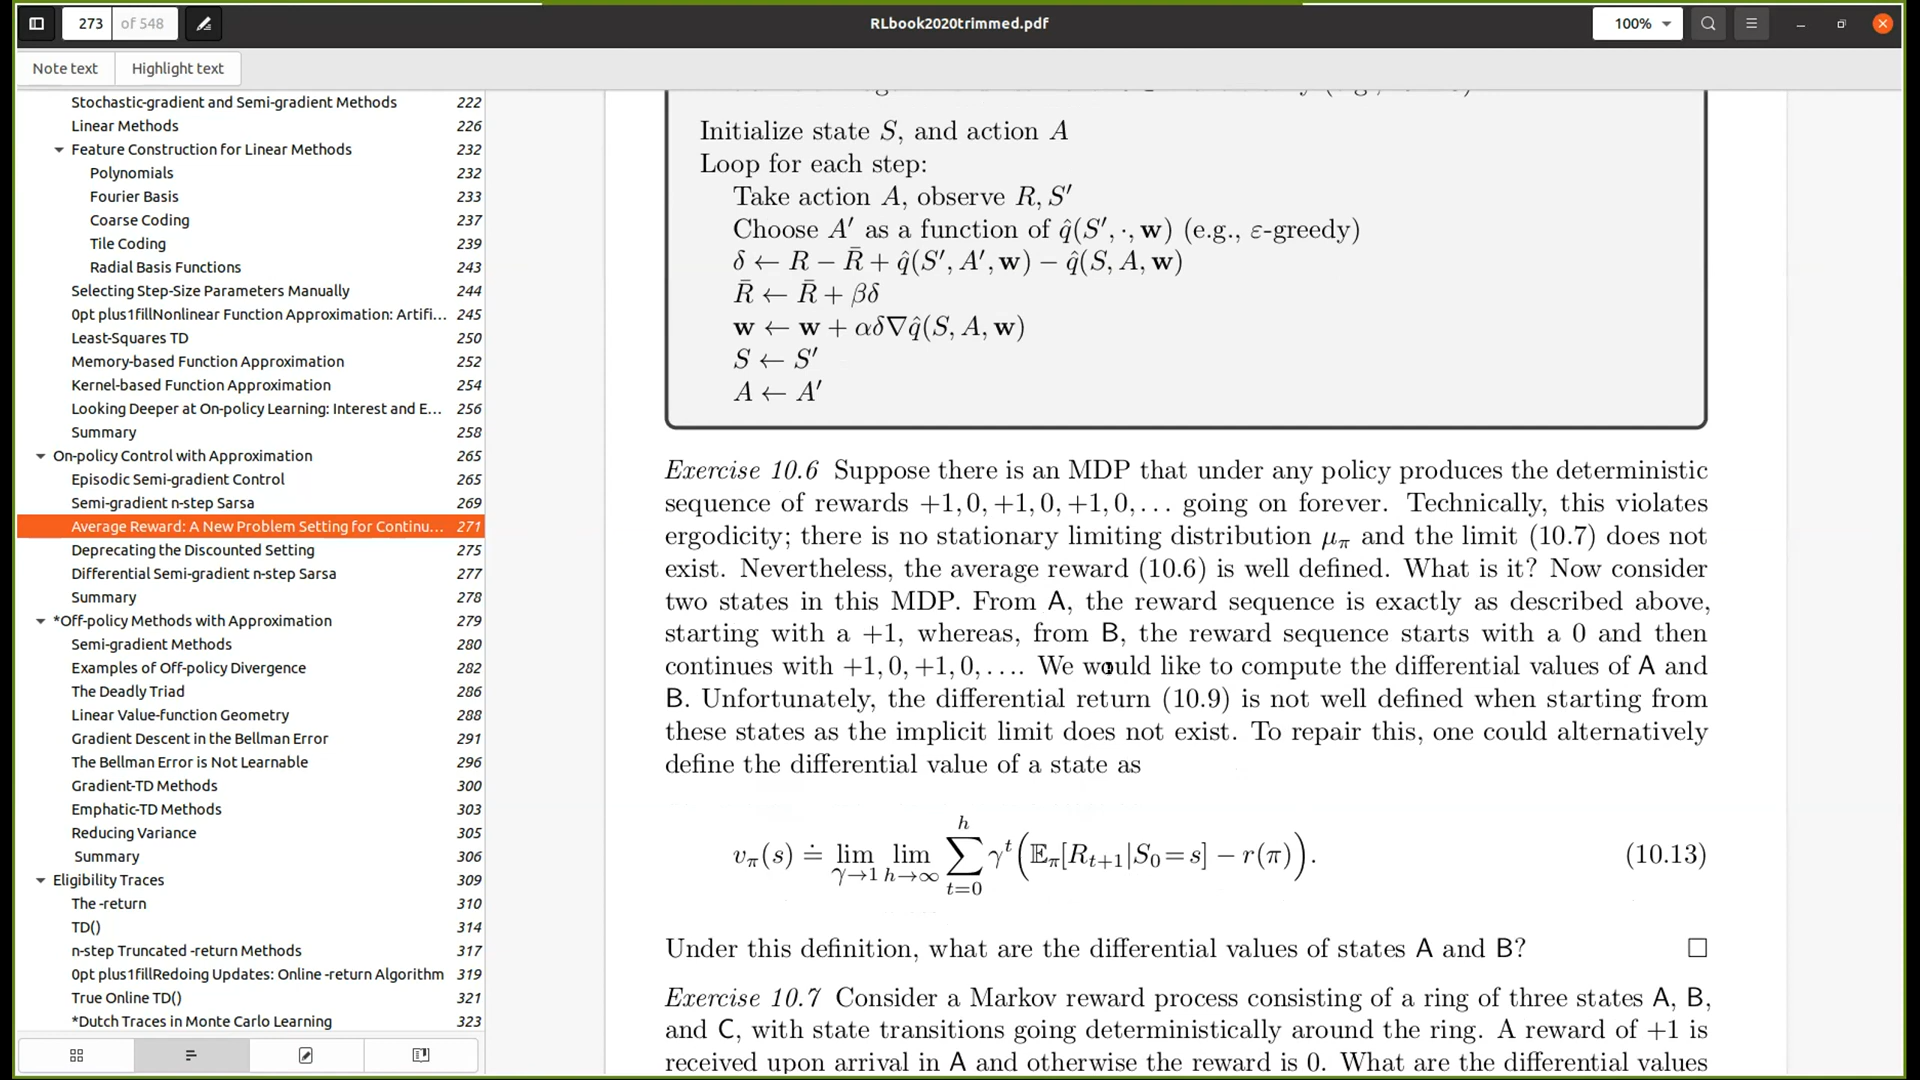 273 of 548
RLbook2020trimmed.pdf
100%
Note text Highlight text
Stochastic-gradient and Semi-gradient Methods 222
Linear Methods 226
Feature Construction for Linear Methods 232
Polynomials 232
Fourier Basis 233
Coarse Coding 237
Tile Coding 239
Radial Basis Functions 243
Selecting Step-Size Parameters Manually 244
0pt plus1fillNonlinear Function Approximation: Artifi... 245
Least-Squares TD 250
Memory-based Function Approximation 252
Kernel-based Function Approximation 254
Looking Deeper at On-policy Learning: Interest and E... 256
Summary 258
On-policy Control with Approximation 265
Episodic Semi-gradient Control 265
Semi-gradient n-step Sarsa 269
Average Reward: A New Problem Setting for Continu... 271
Deprecating the Discounted Setting 275
Differential Semi-gradient n-step Sarsa 277
Summary 278
*Off-policy Methods with Approximation 279
Semi-gradient Methods 280
Examples of Off-policy Divergence 282
The Deadly Triad 286
Linear Value-function Geometry 288
Gradient Descent in the Bellman Error 291
The Bellman Error is Not Learnable 296
Gradient-TD Methods 300
Emphatic-TD Methods 303
Reducing Variance 305
Summary 306
Eligibility Traces 309
The -return 310
TD() 314
n-step Truncated -return Methods 317
0pt plus1fillRedoing Updates: Online -return Algorithm 319
True Online TD() 321
*Dutch Traces in Monte Carlo Learning 323
Initialize state S, and action A
Loop for each step:
Take action A, observe R, S′
Choose A′ as a function of q̂(S′, ·, w) (e.g., ε-greedy)
δ ← R − R̄ + q̂(S′, A′, w) − q̂(S, A, w)
R̄ ← R̄ + βδ
w ← w + αδ∇q̂(S, A, w)
S ← S′
A ← A′
Exercise 10.6 Suppose there is an MDP that under any policy produces the deterministic
sequence of rewards +1, 0, +1, 0, +1, 0, . . . going on forever. Technically, this violates
ergodicity; there is no stationary limiting distribution μπ and the limit (10.7) does not
exist. Nevertheless, the average reward (10.6) is well defined. What is it? Now consider
two states in this MDP. From A, the reward sequence is exactly as described above,
starting with a +1, whereas, from B, the reward sequence starts with a 0 and then
continues with +1, 0, +1, 0, . . . . We would like to compute the differential values of A and
B. Unfortunately, the differential return (10.9) is not well defined when starting from
these states as the implicit limit does not exist. To repair this, one could alternatively
define the differential value of a state as
vπ(s) ≐ lim γ→1 lim h→∞ ∑ t=0 h γ^t (𝔼π[Rt+1|S0=s] − r(π)). (10.13)
Under this definition, what are the differential values of states A and B? □
Exercise 10.7 Consider a Markov reward process consisting of a ring of three states A, B,
and C, with state transitions going deterministically around the ring. A reward of +1 is
received upon arrival in A and otherwise the reward is 0. What are the differential values